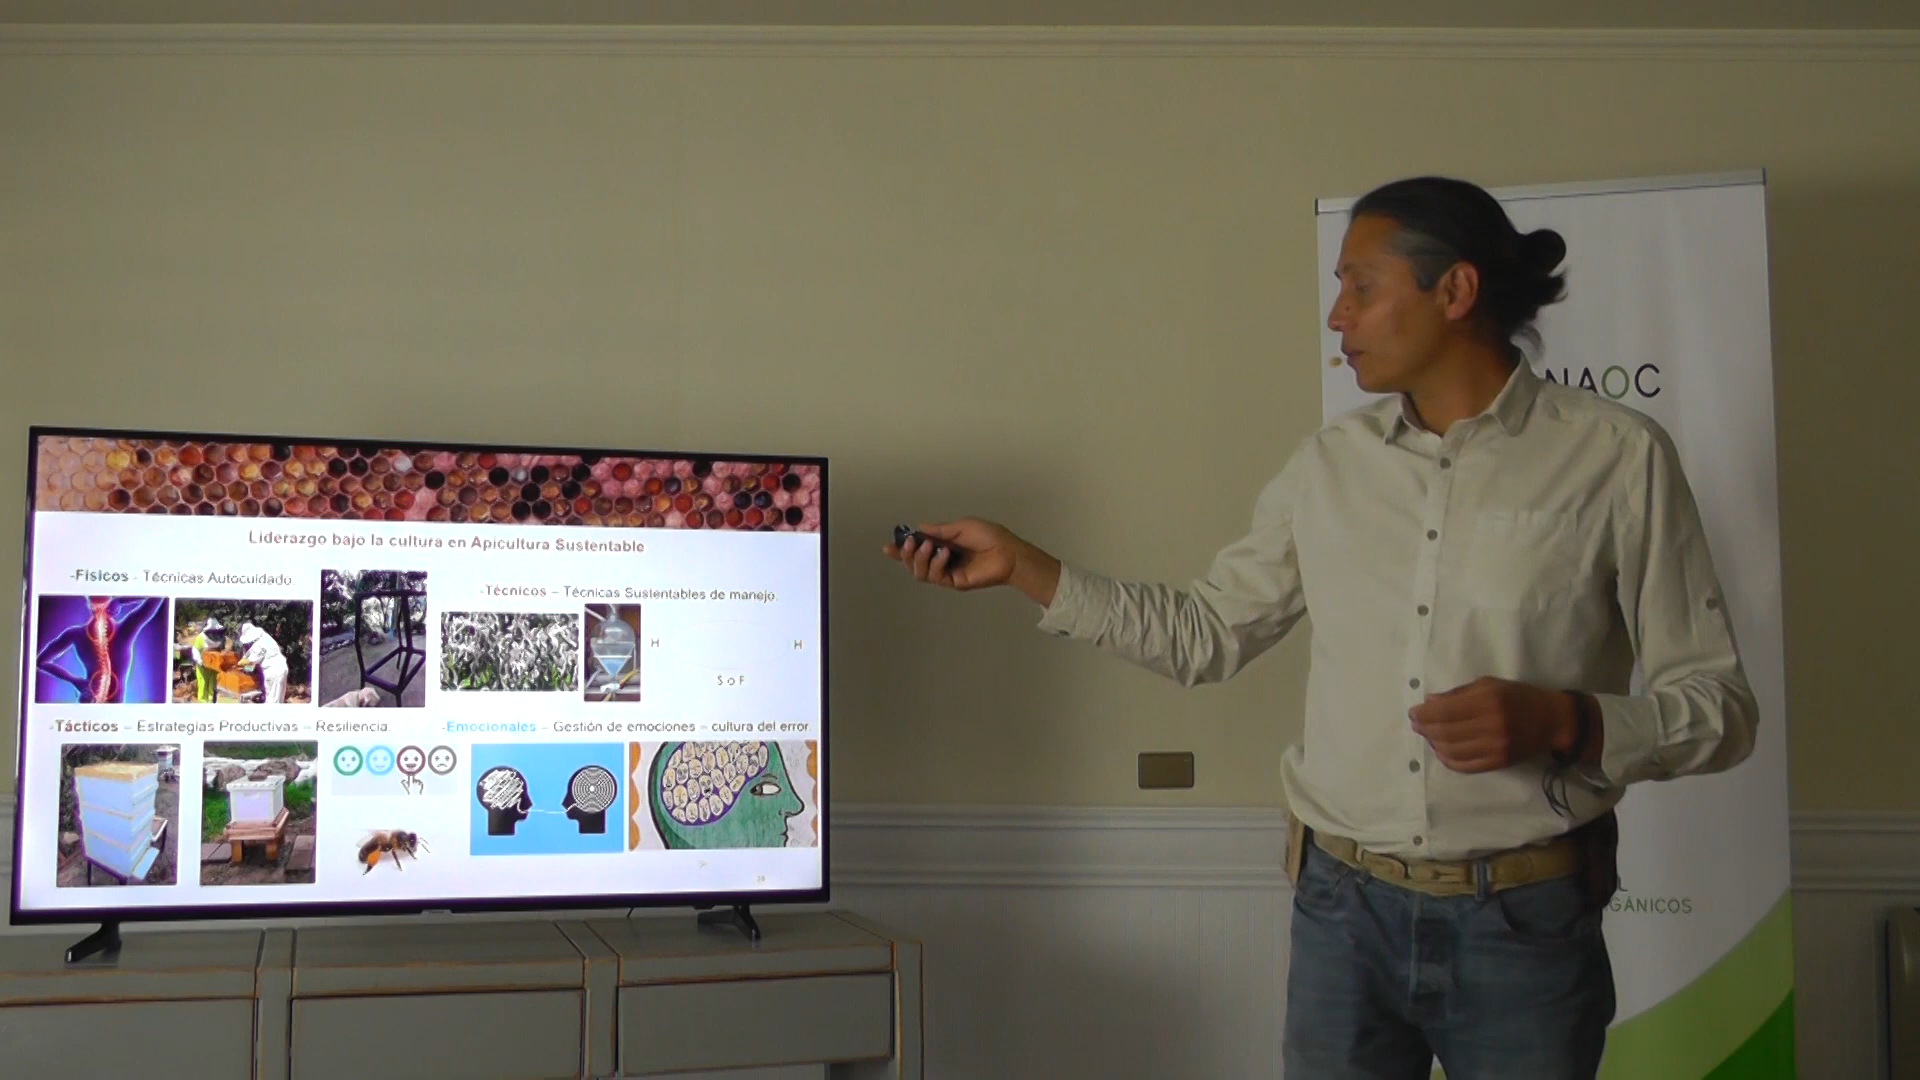 Liderazgo bajo la cultura en Apicultura Sustentable
-Físicos - Técnicas Autocuidado
-Técnicos – Técnicas Sustentables de manejo.
H
H
S o F
-Tácticos – Estrategias Productivas – Resiliencia.
-Emocionales – Gestión de emociones – cultura del error.
NAOC
GÁNICOS